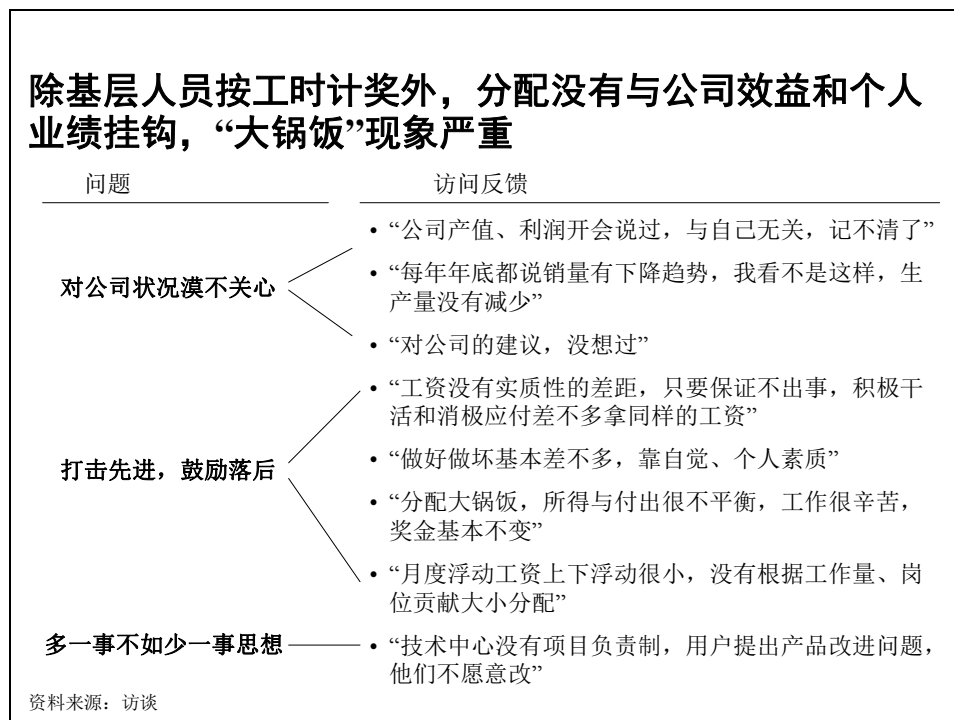 除基层人员按工时计奖外，分配没有与公司效益和个人
业绩挂钩，“大锅饭”现象严重
问题
访问反馈
对公司状况漠不关心
• “公司产值、利润开会说过，与自己无关，记不清了”
• “每年年底都说销量有下降趋势，我看不是这样，生
产量没有减少”
• “对公司的建议，没想过”
打击先进，鼓励落后
• “工资没有实质性的差距，只要保证不出事，积极干
活和消极应付差不多拿同样的工资”
• “做好做坏基本差不多，靠自觉、个人素质”
• “分配大锅饭，所得与付出很不平衡，工作很辛苦，
奖金基本不变”
• “月度浮动工资上下浮动很小，没有根据工作量、岗
位贡献大小分配”
多一事不如少一事思想
• “技术中心没有项目负责制，用户提出产品改进问题，
他们不愿意改”
资料来源：访谈